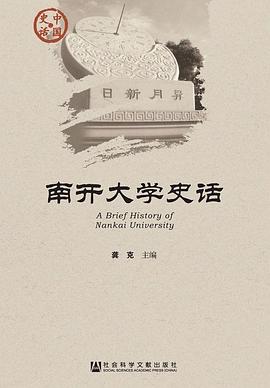 中国史话
日新月异
南开大学史话
A Brief History of
Nankai University
龚 克 主编
社会科学文献出版社
SOCIAL SCIENCES ACADEMIC PRESS (CHINA)